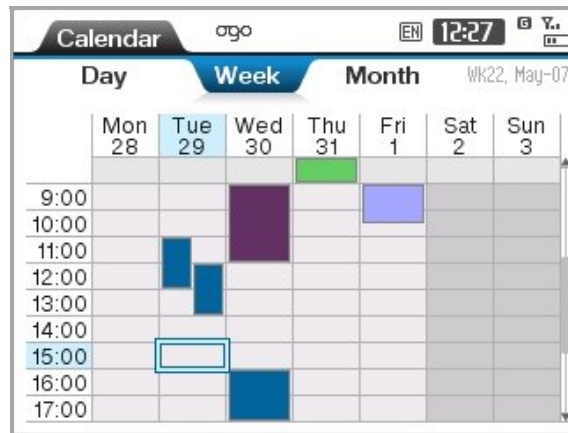 Calendar ogo EN 12:27 G
Day Week Month Wk22, May-07
Mon Tue Wed Thu Fri Sat Sun
28 29 30 31 1 2 3
9:00
10:00
11:00
12:00
13:00
14:00
15:00
16:00
17:00